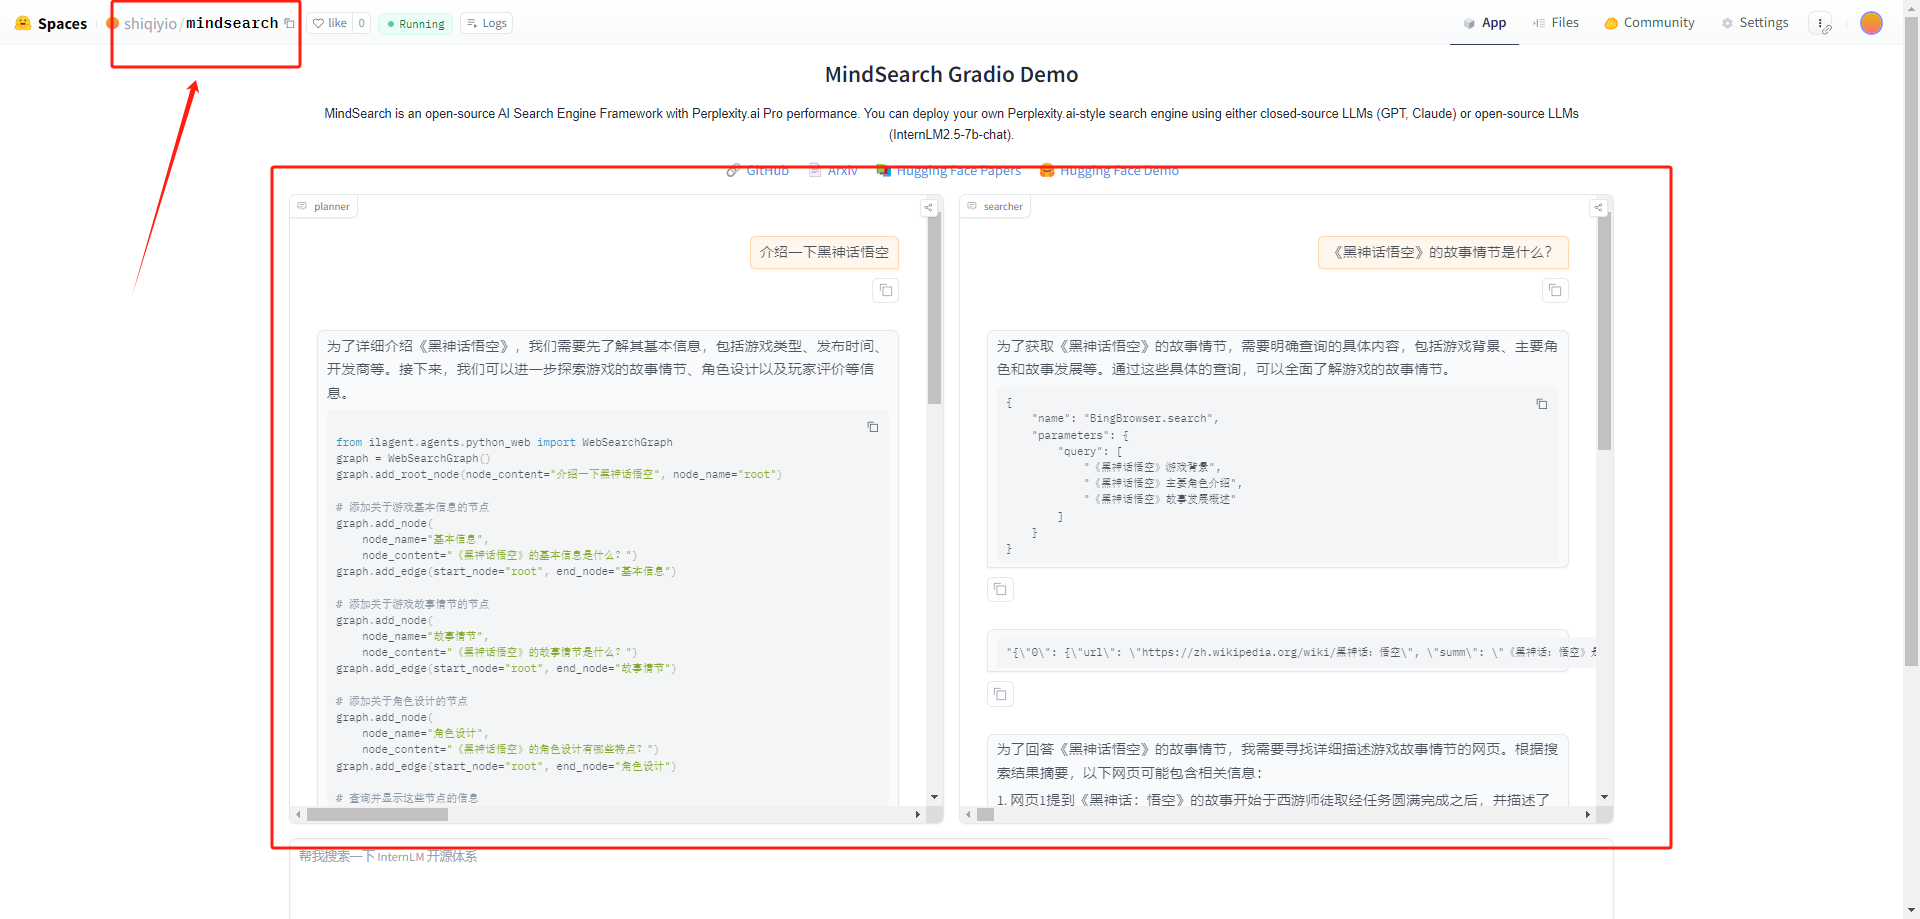 Spaces
shiqiyio/mindsearch
like 0
Running
Logs
App
Files
Community
Settings
MindSearch Gradio Demo
MindSearch is an open-source AI Search Engine Framework with Perplexity.ai Pro performance. You can deploy your own Perplexity.ai-style search engine using either closed-source LLMs (GPT, Claude) or open-source LLMs
(InternLM2.5-7b-chat).
GitHub Arxiv Hugging Face Papers Hugging Face Demo
planner
介绍一下黑神话悟空
为了详细介绍《黑神话悟空》，我们需要先了解其基本信息，包括游戏类型、发布时间、
开发商等。接下来，我们可以进一步探索游戏的故事情节、角色设计以及玩家评价等信
息。
from ilagent.agents.python_web import WebSearchGraph
graph = WebSearchGraph()
graph.add_root_node(node_content="介绍一下黑神话悟空", node_name="root")
# 添加关于游戏基本信息的节点
graph.add_node(
node_name="基本信息",
node_content="《黑神话悟空》的基本信息是什么？")
graph.add_edge(start_node="root", end_node="基本信息")
# 添加关于游戏故事情节的节点
graph.add_node(
node_name="故事情节",
node_content="《黑神话悟空》的故事情节是什么？")
graph.add_edge(start_node="root", end_node="故事情节")
# 添加关于角色设计的节点
graph.add_node(
node_name="角色设计",
node_content="《黑神话悟空》的角色设计有哪些特点？")
graph.add_edge(start_node="root", end_node="角色设计")
# 查询并显示这些节点的信息
searcher
《黑神话悟空》的故事情节是什么？
为了获取《黑神话悟空》的故事情节，需要明确查询的具体内容，包括游戏背景、主要角
色和故事发展等。通过这些具体的查询，可以全面了解游戏的故事情节。
{
"name": "BingBrowser.search",
"parameters": {
"query": [
"《黑神话悟空》游戏背景",
"《黑神话悟空》主要角色介绍",
"《黑神话悟空》故事发展概述"
]
}
}
"{\"0\": {\"url\": \"https://zh.wikipedia.org/wiki/黑神话：悟空\", \"summ\": \"《黑神话：悟空》是
为了回答《黑神话悟空》的故事情节，我需要寻找详细描述游戏故事情节的网页。根据搜
索结果摘要，以下网页可能包含相关信息：
1. 网页1提到《黑神话：悟空》的故事开始于西游师徒取经任务圆满完成之后，并描述了
帮我搜索一下 InternLM 开源体系